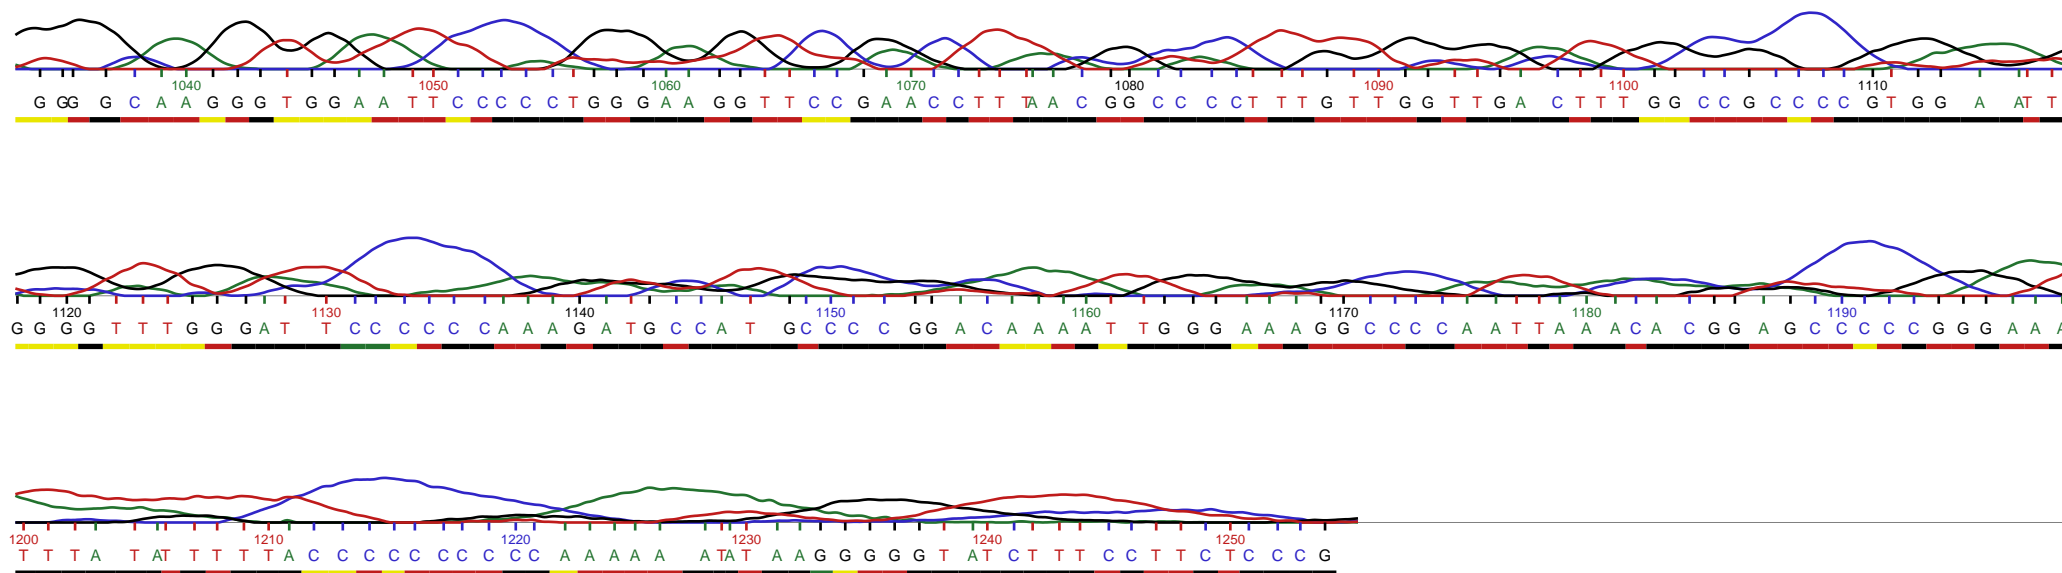 1040 1050 1060 1070 1080 1090 1100 1110
G G G G C A A G G G T G G A A T T C C C C C T G G G A A G G T T C C G A A C C T T T A A C G G C C C C T T T G T T G G T T G A C T T T G G C C G C C C C G T G G A A T T
1120 1130 1140 1150 1160 1170 1180 1190
G G G G T T T G G G A T T C C C C C C A A A G A T G C C A T G C C C C G G A C A A A A T T G G G A A A G G C C C C A A T T A A A C A C G G A G C C C C C G G G A A A
1200 1210 1220 1230 1240 1250
T T T A T A T T T T T A C C C C C C C C C C A A A A A A T A T A A G G G G G T A T C T T T C C T T C T C C C G